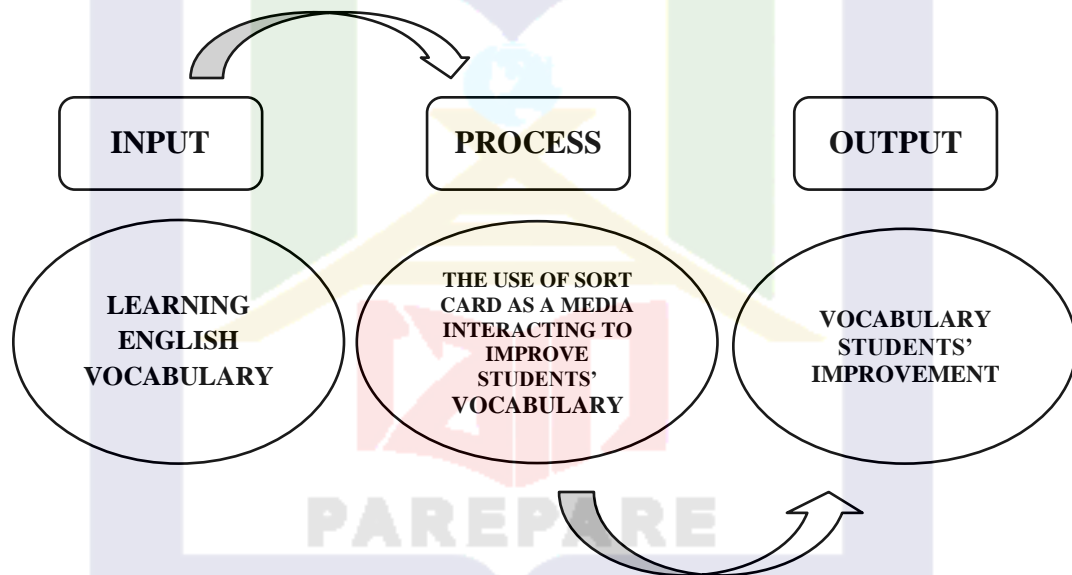 INPUT
PROCESS
OUTPUT
LEARNING
ENGLISH
VOCABULARY
THE USE OF SORT
CARD AS A MEDIA
INTERACTING TO
IMPROVE
STUDENTS’
VOCABULARY
VOCABULARY
STUDENTS’
IMPROVEMENT
PAREPARE